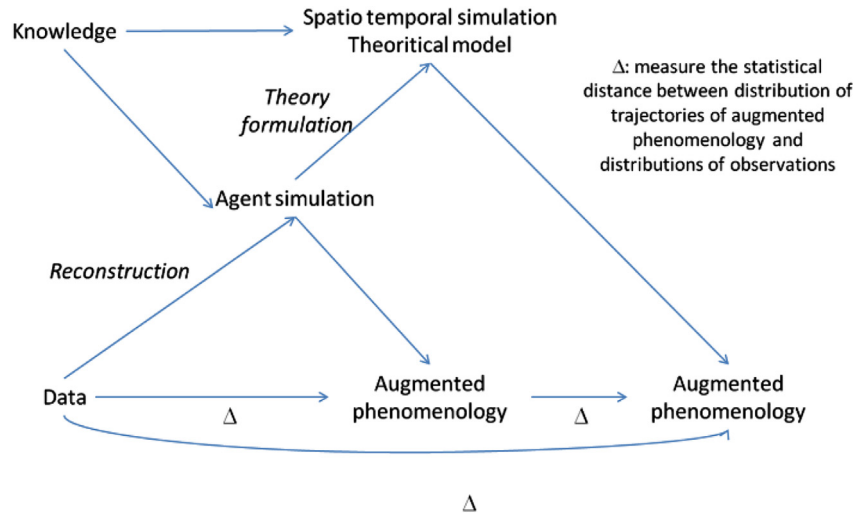 Spatio temporal simulation
Knowledge
Theoritical model
Δ: measure the statistical
distance between distribution of
trajectories of augmented
phenomenology and
distributions of observations
Theory
formulation
Agent simulation
Reconstruction
Data
Augmented
phenomenology
Augmented
phenomenology
Δ
Δ
Δ